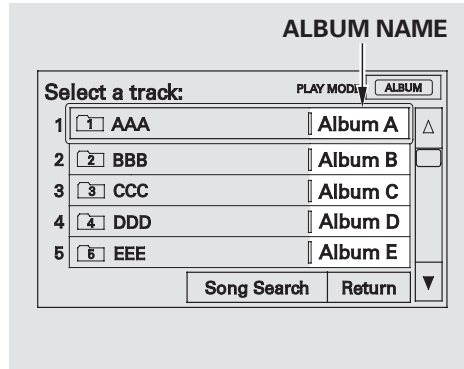 ALBUM NAME
Select a track: PLAY MODE ALBUM
1 1 AAA Album A
2 2 BBB Album B
3 3 CCC Album C
4 4 DDD Album D
5 5 EEE Album E
Song Search Return